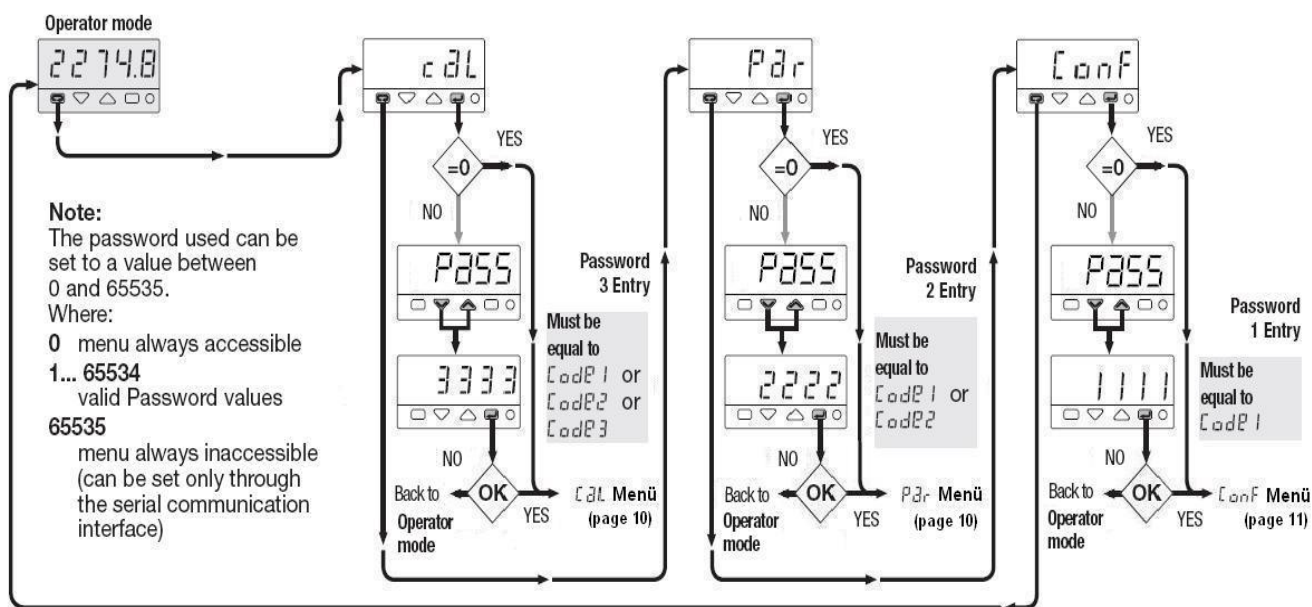 Operator mode
2274.8
Note:
The password used can be
set to a value between
0 and 65535.
Where:
0 menu always accessible
1... 65534
valid Password values
65535
menu always inaccessible
(can be set only through
the serial communication
interface)
cAL
=0
YES
NO
PASS
Password
3 Entry
3333
Must be
equal to
Code1 or
Code2 or
Code3
NO
OK
YES
Back to
Operator
mode
CAL Menü
(page 10)
PAr
=0
YES
NO
PASS
Password
2 Entry
2222
Must be
equal to
Code1 or
Code2
NO
OK
YES
Back to
Operator
mode
PAr Menü
(page 10)
ConF
=0
YES
NO
PASS
Password
1 Entry
1111
Must be
equal to
Code1
NO
OK
YES
Back to
Operator
mode
ConF Menü
(page 11)